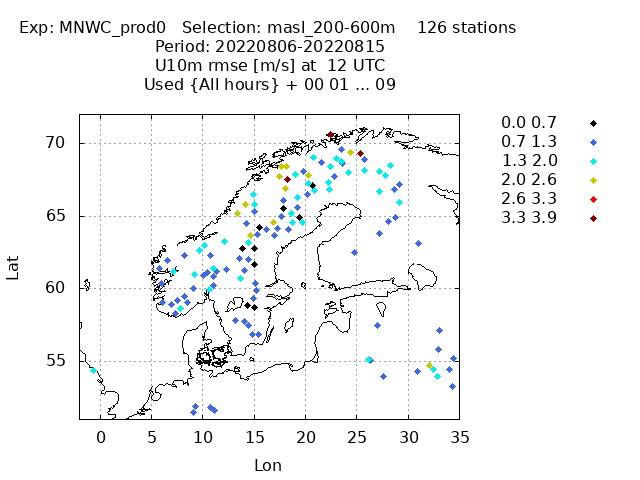 Exp: MNWC_prod0 Selection: masl_200-600m 126 stations
Period: 20220806-20220815
U10m rmse [m/s] at 12 UTC
Used {All hours} + 00 01 ... 09
0.0 0.7
0.7 1.3
1.3 2.0
2.0 2.6
2.6 3.3
3.3 3.9
70
65
60
55
Lat
0 5 10 15 20 25 30 35
Lon